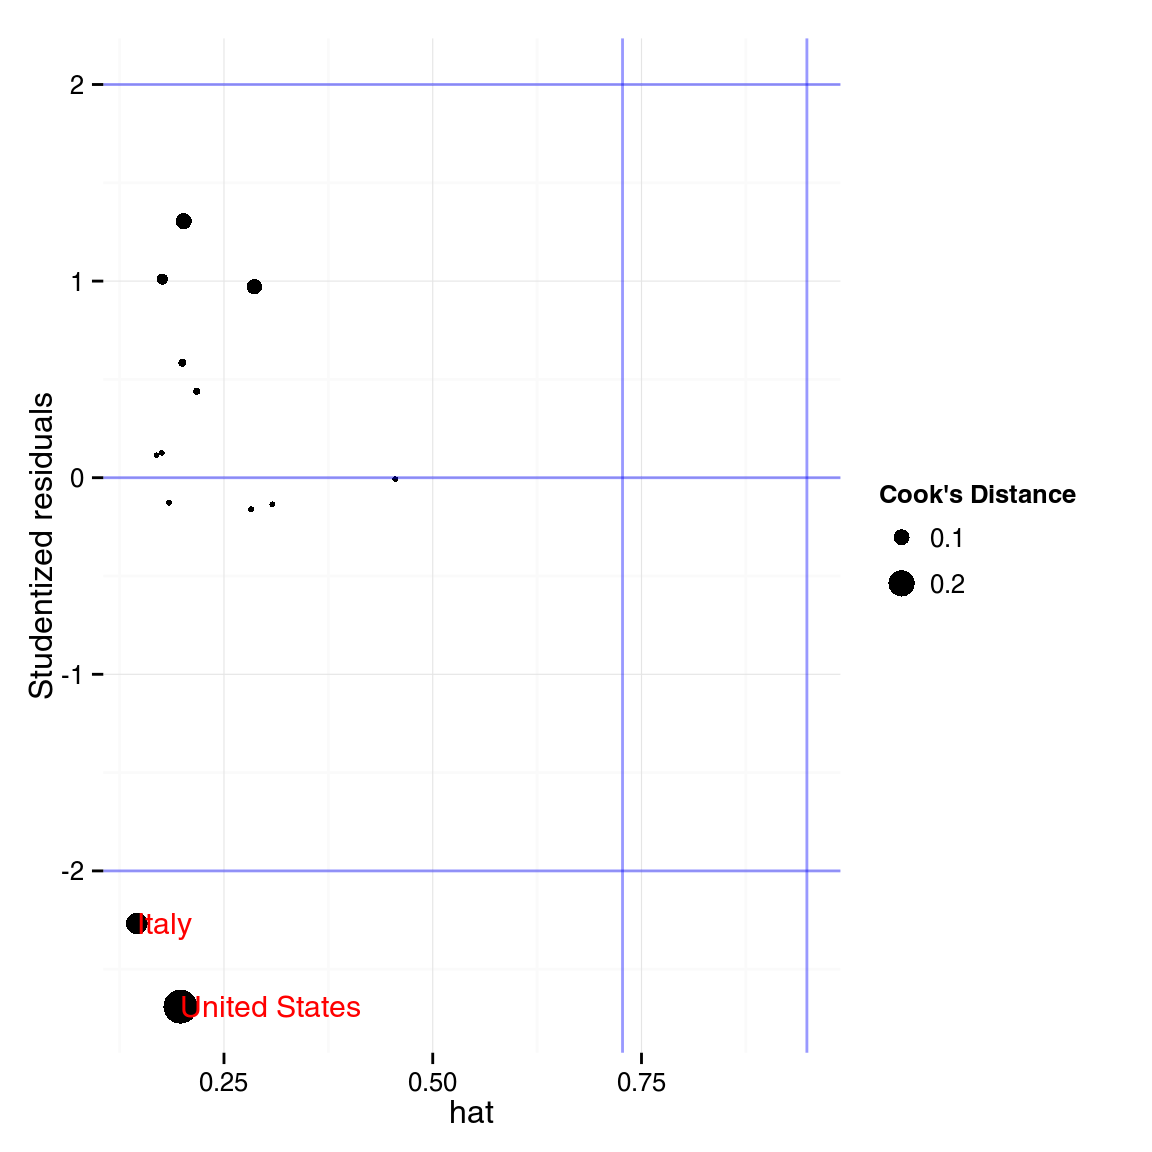 2
1
0
-1
-2
Studentized residuals
Italy
United States
0.25
0.50
0.75
hat
Cook's Distance
0.1
0.2